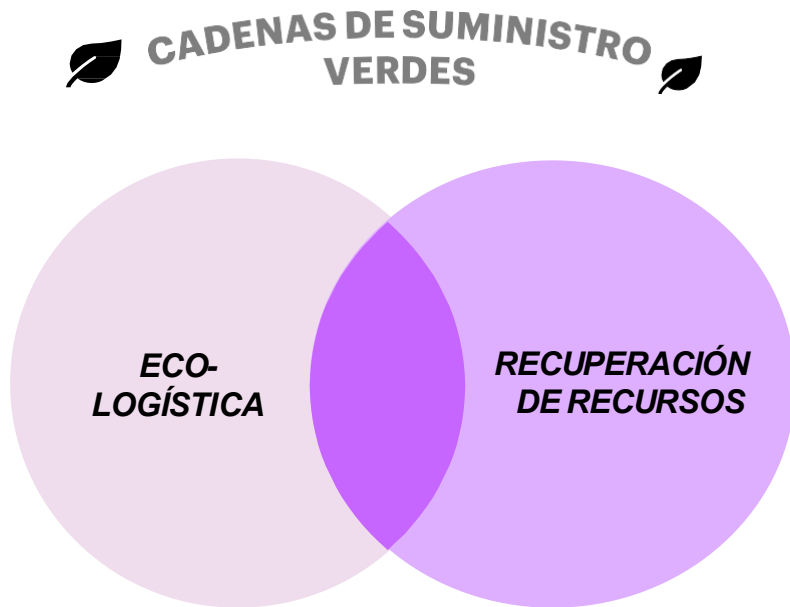 CADENAS DE SUMINISTRO
VERDES
ECO-
LOGÍSTICA
RECUPERACIÓN
DE RECURSOS